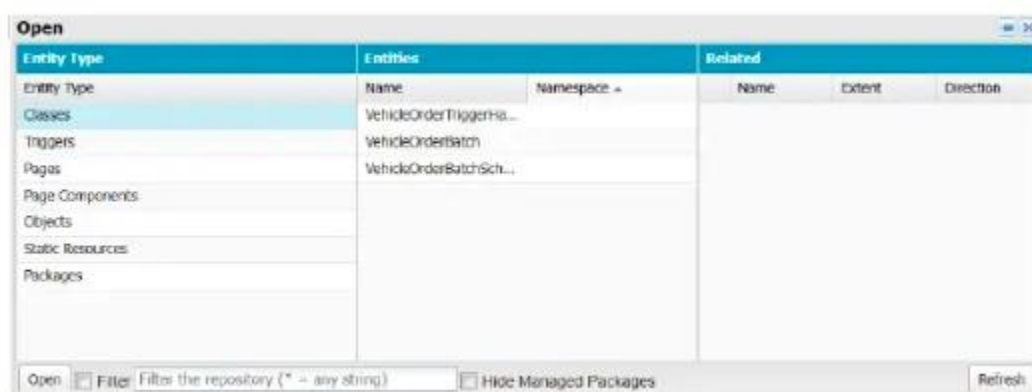 Open
Entity Type Entities Related
Entity Type Name Namespace Name Extent Direction
Classes VehicleOrderTriggerHa...
Triggers VehicleOrderBatch
Pages VehicleOrderBatchSch...
Page Components
Objects
Static Resources
Packages
Open Filter Filter the repository (* = any string) Hide Managed Packages Refresh